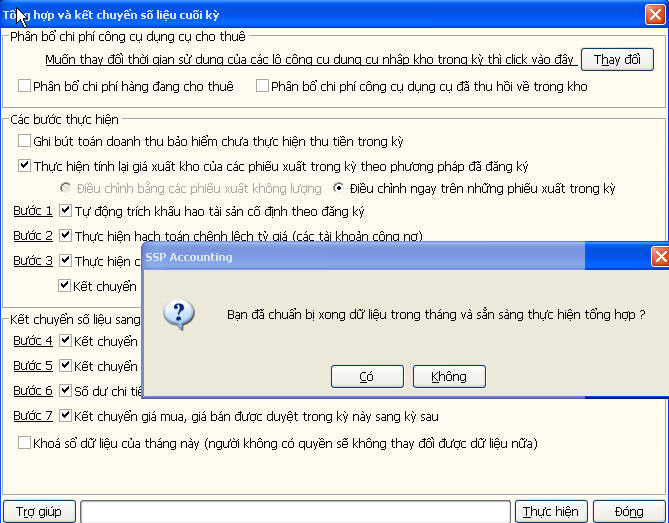 Tổng hợp và kết chuyển số liệu cuối kỳ
Phân bổ chi phí công cụ dụng cụ cho thuê
Muốn thay đổi thời gian sử dụng của các lô công cụ dụng cụ nhập kho trong kỳ thì click vào đây
Thay đổi
Phân bổ chi phí hàng đang cho thuê
Phân bổ chi phí công cụ dụng cụ đã thu hồi về trong kho
Các bước thực hiện
Ghi bút toán doanh thu bảo hiểm chưa thực hiện thu tiền trong kỳ
Thực hiện tính lại giá xuất kho của các phiếu xuất trong kỳ theo phương pháp đã đăng ký
Điều chỉnh bằng các phiếu xuất không lượng
Điều chỉnh ngay trên những phiếu xuất trong kỳ
Bước 1 Tự động trích khấu hao tài sản cố định theo đăng ký
Bước 2 Thực hiện hạch toán chênh lệch tỷ giá (các tài khoản công nợ)
Bước 3 Thực hiện
Kết chuyển
SSP Accounting
Bạn đã chuẩn bị xong dữ liệu trong tháng và sẳn sàng thực hiện tổng hợp ?
Có
Không
Kết chuyển số liệu sang
Bước 4 Kết chuyển
Bước 5 Kết chuyển
Bước 6 Số dư chi
Bước 7 Kết chuyển giá mua, giá bán được duyệt trong kỳ này sang kỳ sau
Khoá sổ dữ liệu của tháng này (người không có quyền sẽ không thay đổi được dữ liệu nữa)
Trợ giúp
Thực hiện
Đóng